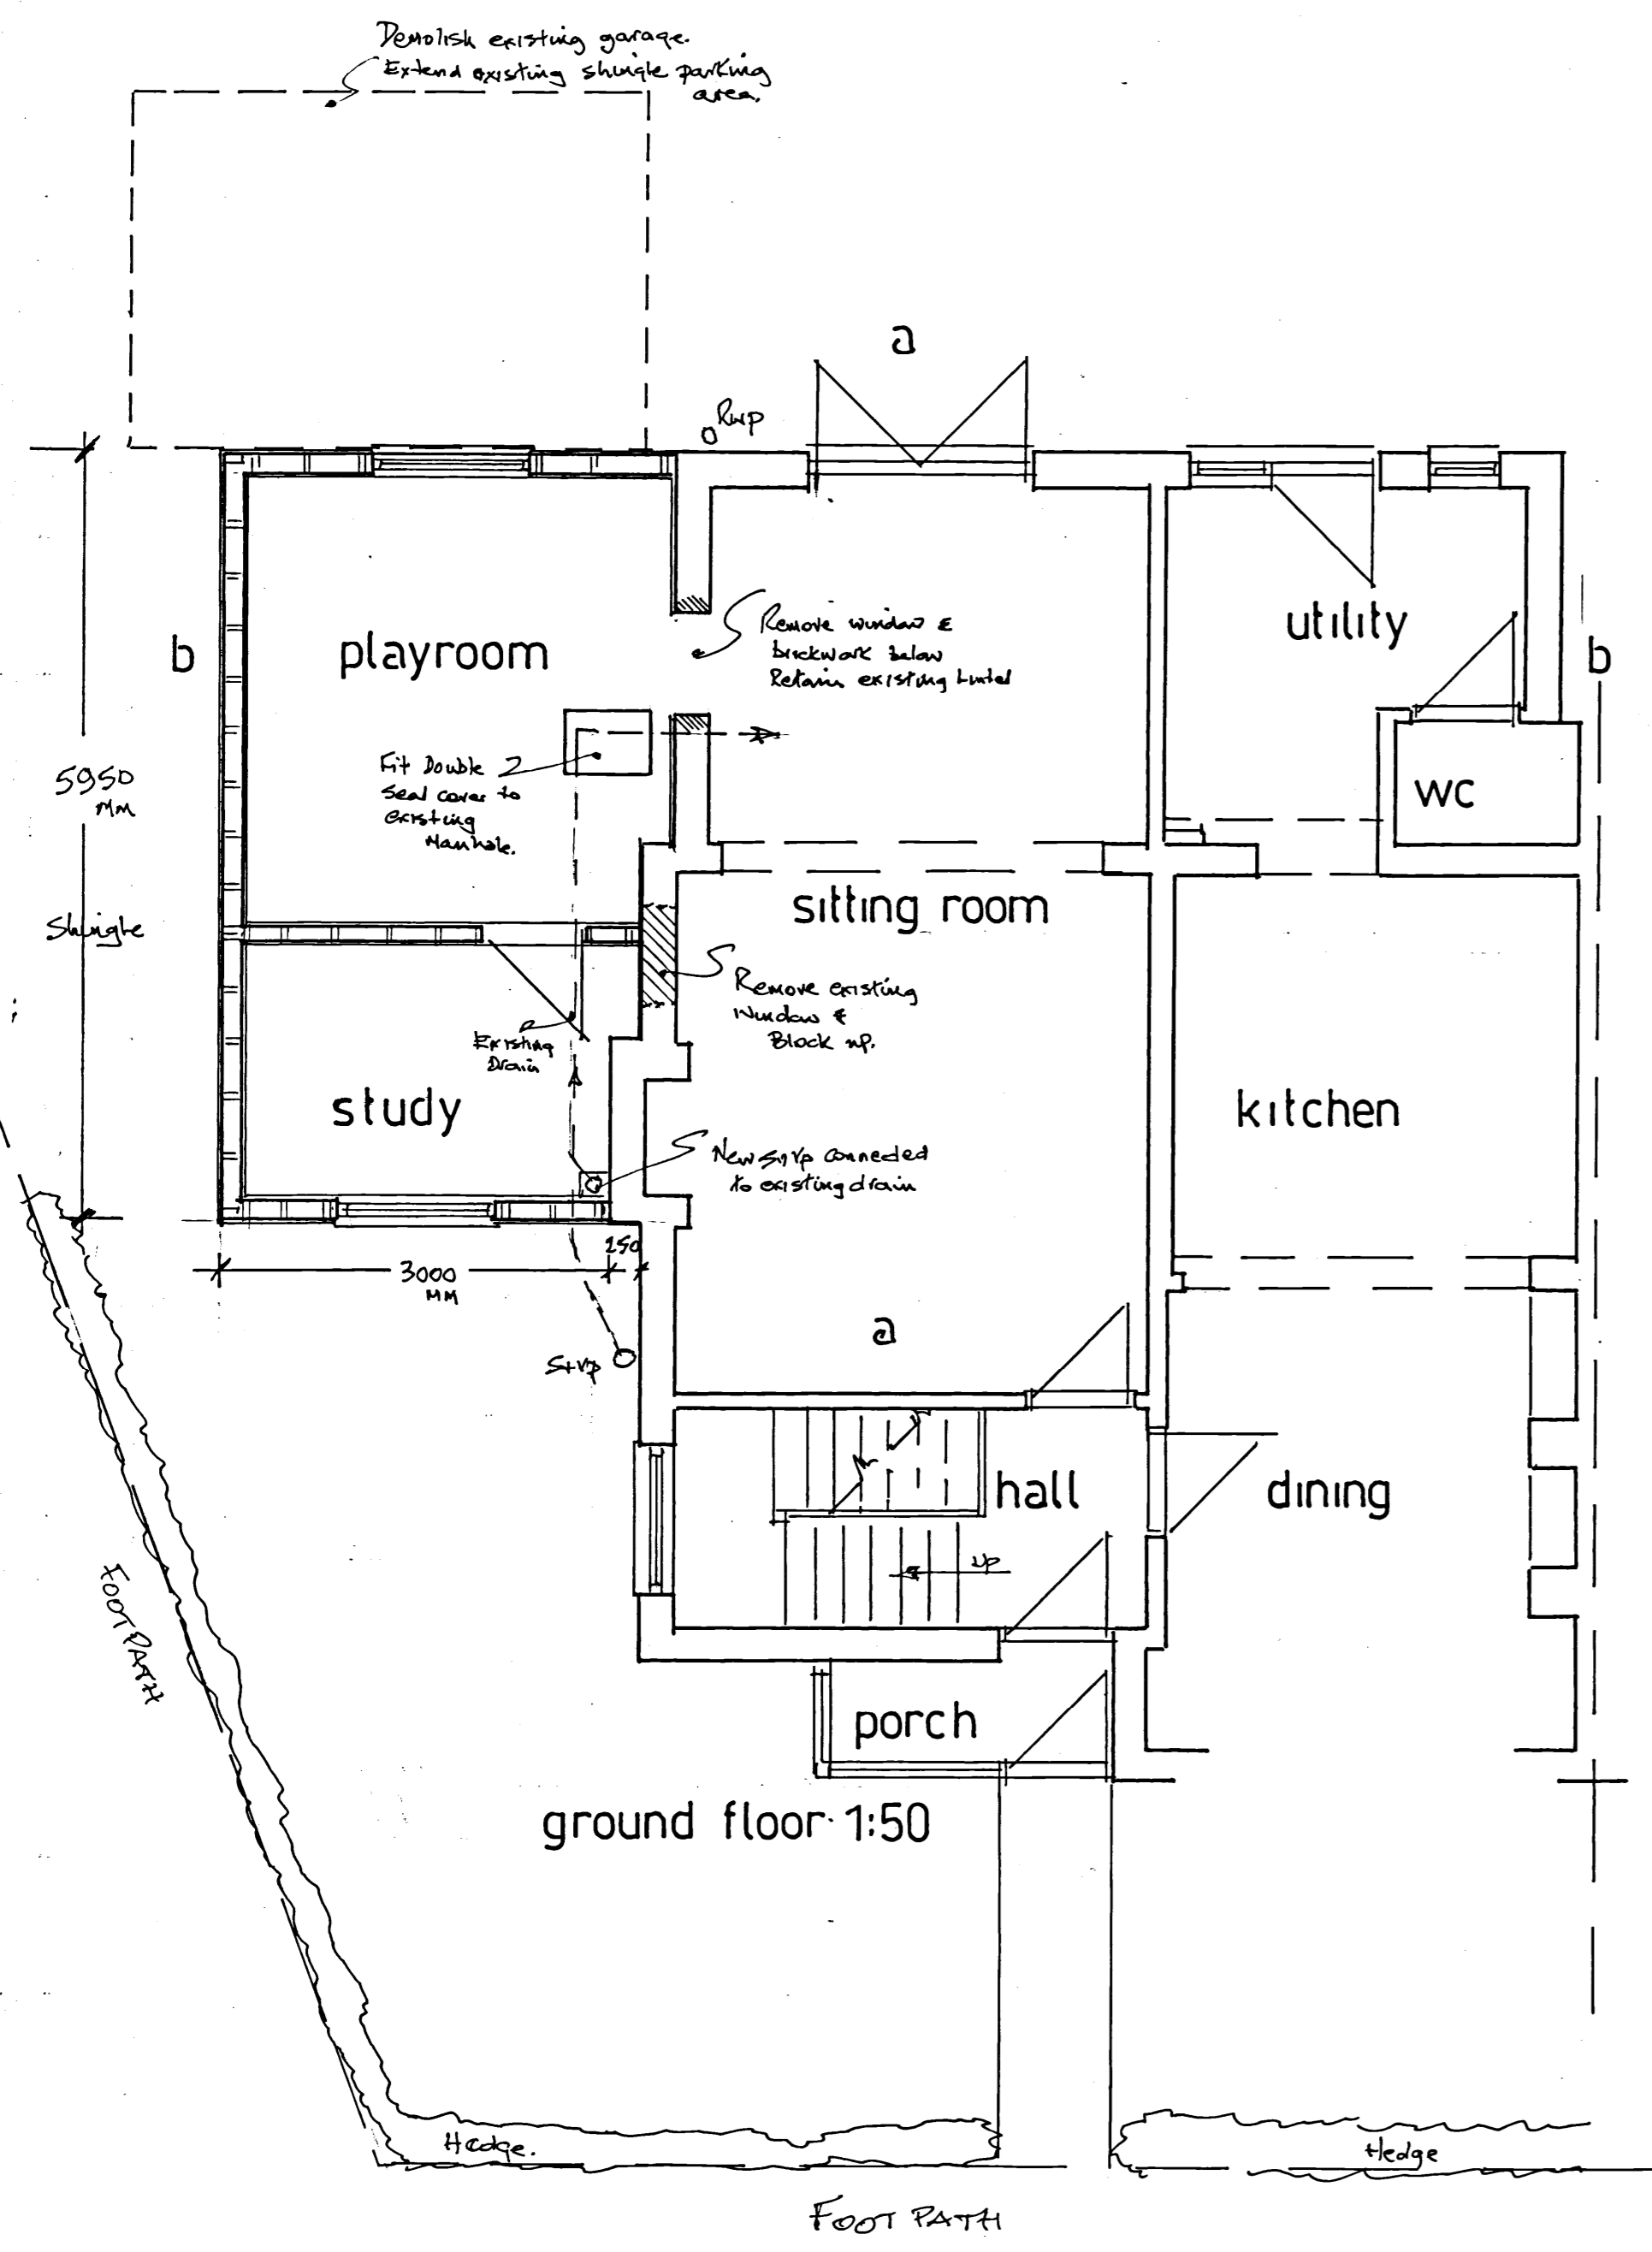 Demolish existing garage.
Extend existing shingle parking
area.
a
Rwp
b
playroom
Remove window &
brickwork below
Retain existing Lintel
utility
b
5950
MM
Fit Double
Seal cover to
existing
Manhole.
WC
Shingle
sitting room
Remove existing
Window &
Block up.
Existing
Drain
study
kitchen
New SVP connected
to existing drain
250
3000
MM
a
SVP
hall
dining
up
FOOTPATH
porch
ground floor 1:50
Hedge.
Hedge
FOOT PATH